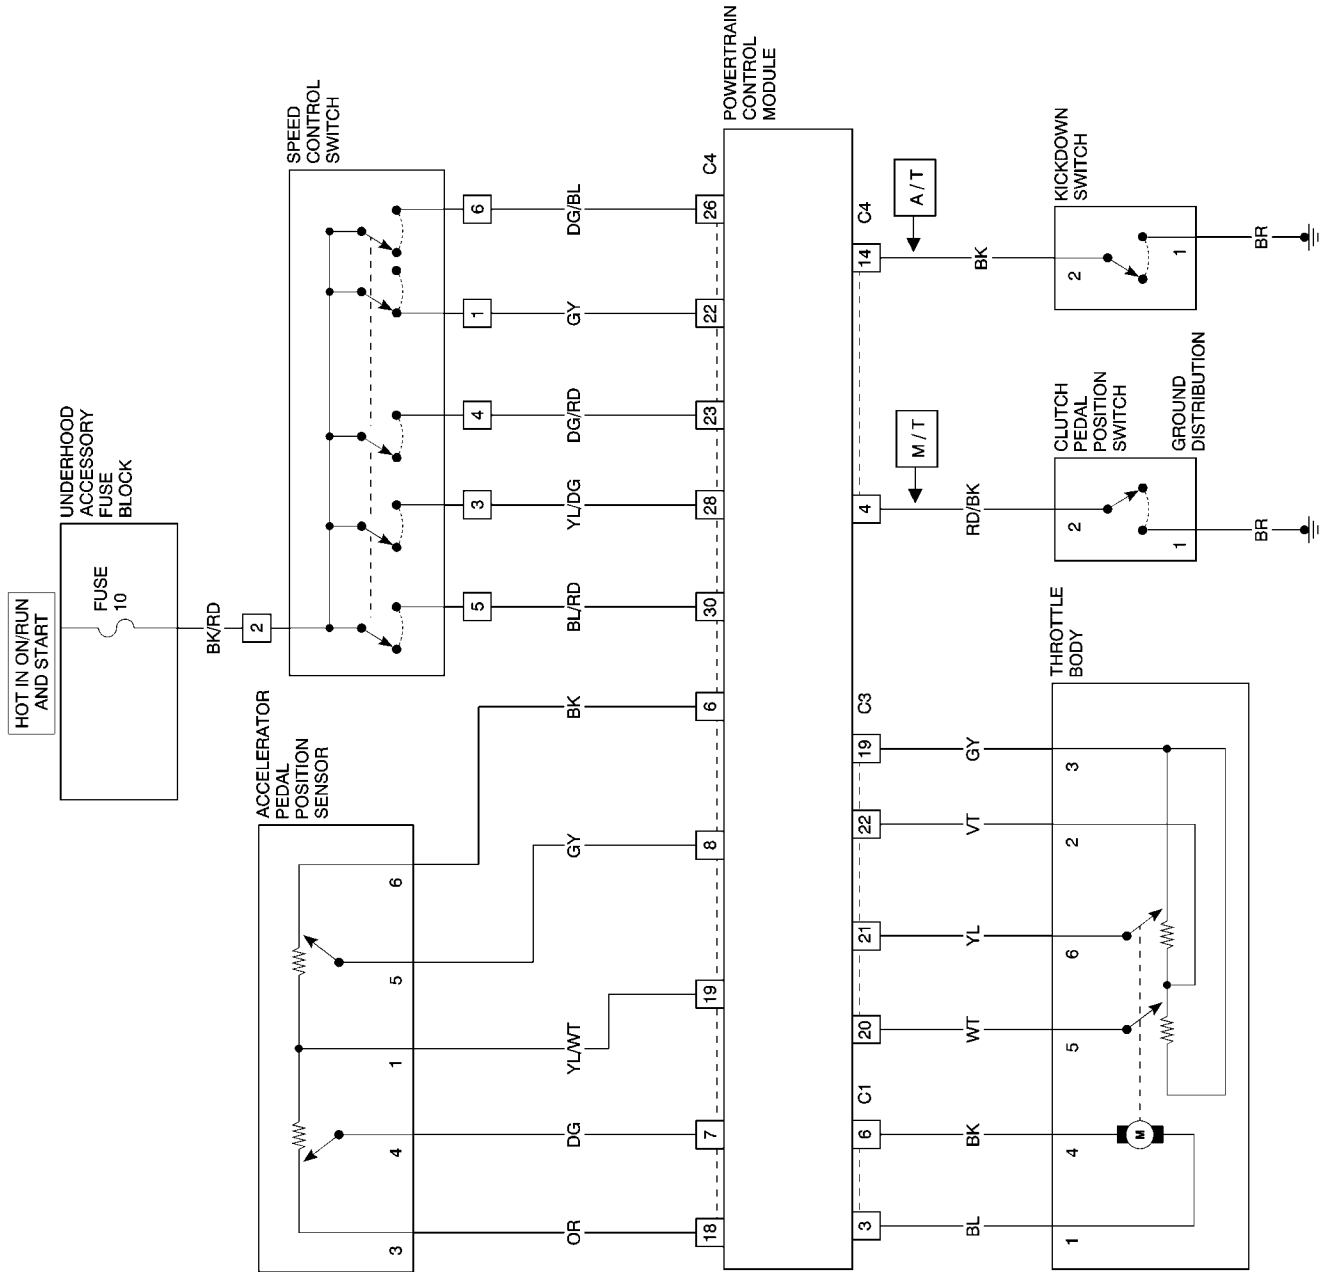 HOT IN ON/RUN
AND START
UNDERHOOD
ACCESSORY
FUSE
BLOCK
FUSE
10
BK/RD
2
SPEED
CONTROL
SWITCH
5
3
4
1
6
BL/RD
YL/DG
DG/RD
GY
DG/BL
ACCELERATOR
PEDAL
POSITION
SENSOR
3
4
1
5
6
OR
DG
YL/WT
GY
BK
18
7
19
8
6
30
28
23
22
26
C4
POWERTRAIN
CONTROL
MODULE
3
6
C1
20
21
22
19
C3
4
14
C4
BL
BK
WT
YL
VT
GY
RD/BK
BK
M / T
A / T
THROTTLE
BODY
1
4
5
6
2
3
M
CLUTCH
PEDAL
POSITION
SWITCH
2
1
GROUND
DISTRIBUTION
BR
KICKDOWN
SWITCH
2
1
BR